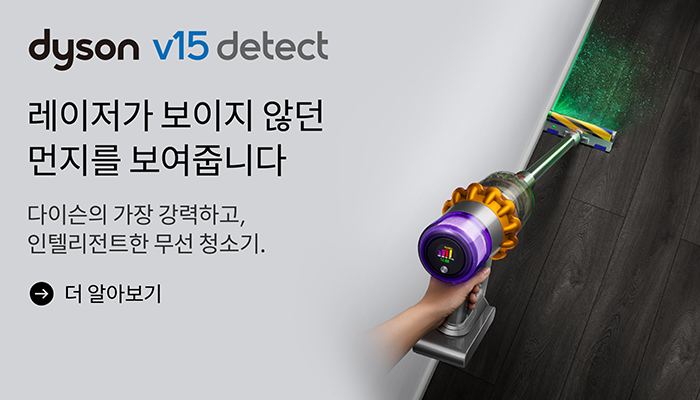 dyson v15 detect
레이저가 보이지 않던
먼지를 보여줍니다
다이슨의 가장 강력하고,
인텔리전트한 무선 청소기.
더 알아보기